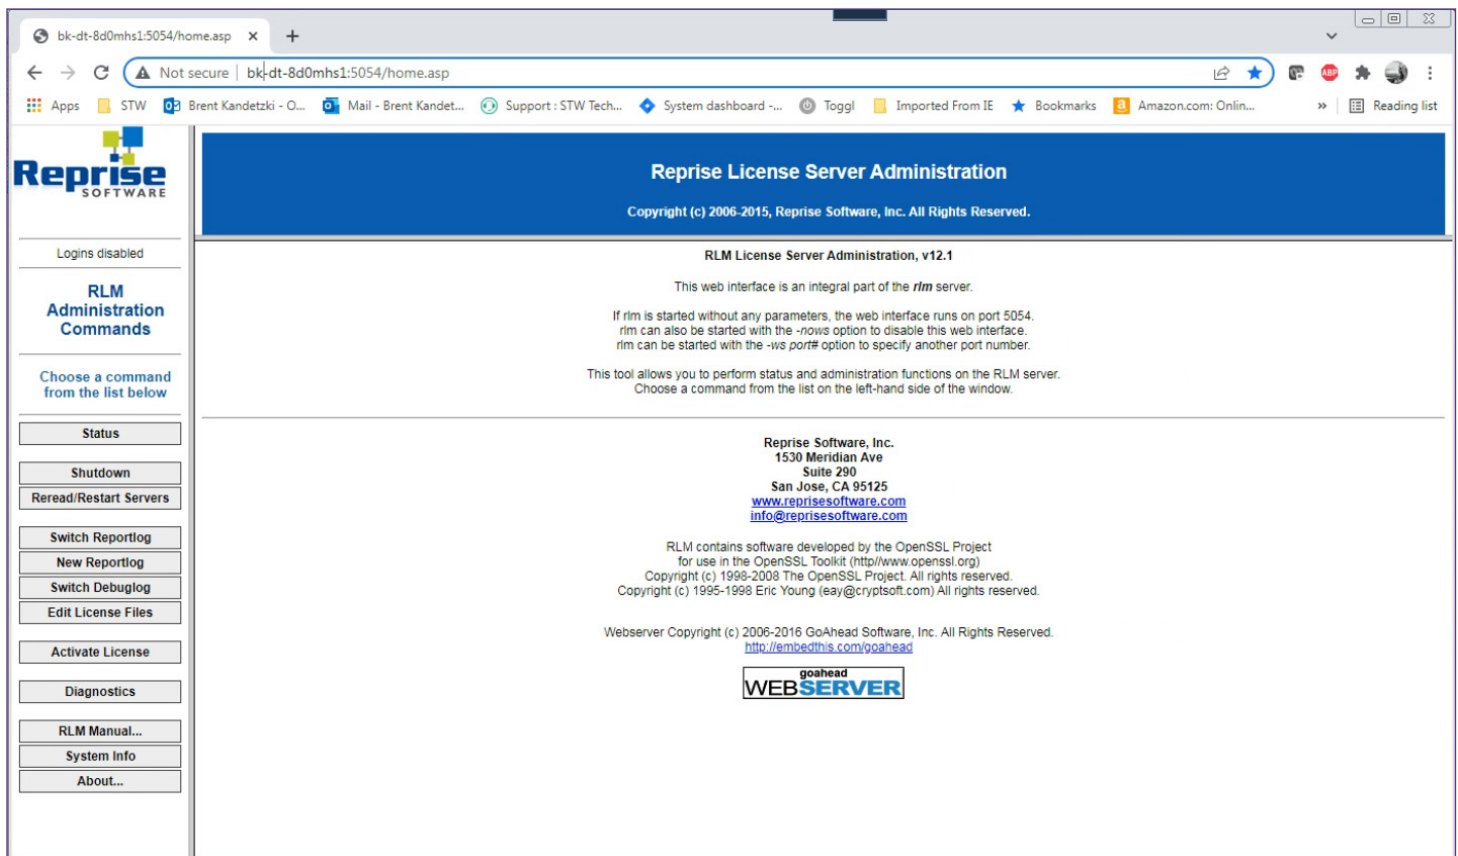 bk-dt-8d0mhs1:5054/home.asp
Not secure | bk-dt-8d0mhs1:5054/home.asp
ABP
Apps STW Brent Kandetzki - O... Mail - Brent Kandet... Support : STW Tech... System dashboard -... Toggl Imported From IE Bookmarks Amazon.com: Onlin... » Reading list
Reprise
SOFTWARE
Logins disabled
RLM
Administration
Commands
Choose a command
from the list below
Status
Shutdown
Reread/Restart Servers
Switch Reportlog
New Reportlog
Switch Debuglog
Edit License Files
Activate License
Diagnostics
RLM Manual...
System Info
About...
Reprise License Server Administration
Copyright (c) 2006-2015, Reprise Software, Inc. All Rights Reserved.
RLM License Server Administration, v12.1
This web interface is an integral part of the rlm server.
If rlm is started without any parameters, the web interface runs on port 5054.
rlm can also be started with the -nows option to disable this web interface.
rlm can be started with the -ws port# option to specify another port number.
This tool allows you to perform status and administration functions on the RLM server.
Choose a command from the list on the left-hand side of the window.
Reprise Software, Inc.
1530 Meridian Ave
Suite 290
San Jose, CA 95125
www.reprisesoftware.com
info@reprisesoftware.com
RLM contains software developed by the OpenSSL Project
for use in the OpenSSL Toolkit (http//www.openssl.org)
Copyright (c) 1998-2008 The OpenSSL Project. All rights reserved.
Copyright (c) 1995-1998 Eric Young (eay@cryptsoft.com) All rights reserved.
Webserver Copyright (c) 2006-2016 GoAhead Software, Inc. All Rights Reserved.
http://embedthis.com/goahead
goahead
WEBSERVER